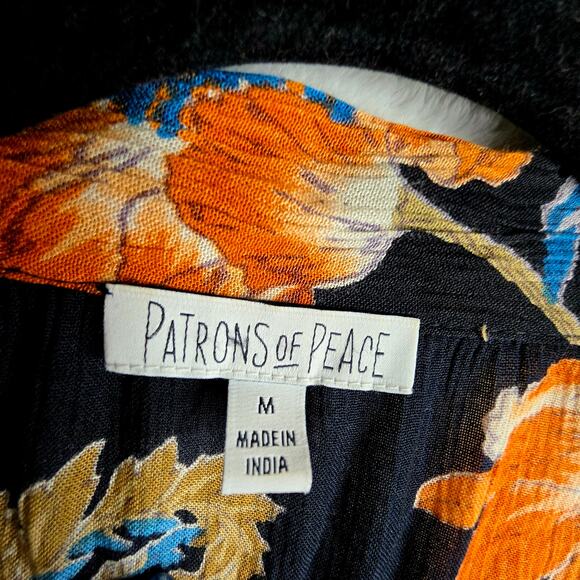 PATRONS OF PEACE
M
MADE IN
INDIA